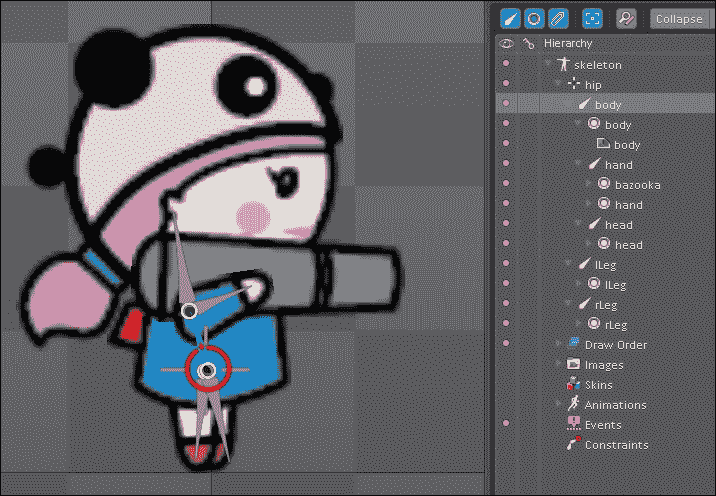 Collapse
Hierarchy
skeleton
hip
body
body
body
hand
bazooka
hand
head
head
lLeg
lLeg
rLeg
rLeg
Draw Order
Images
Skins
Animations
Events
Constraints